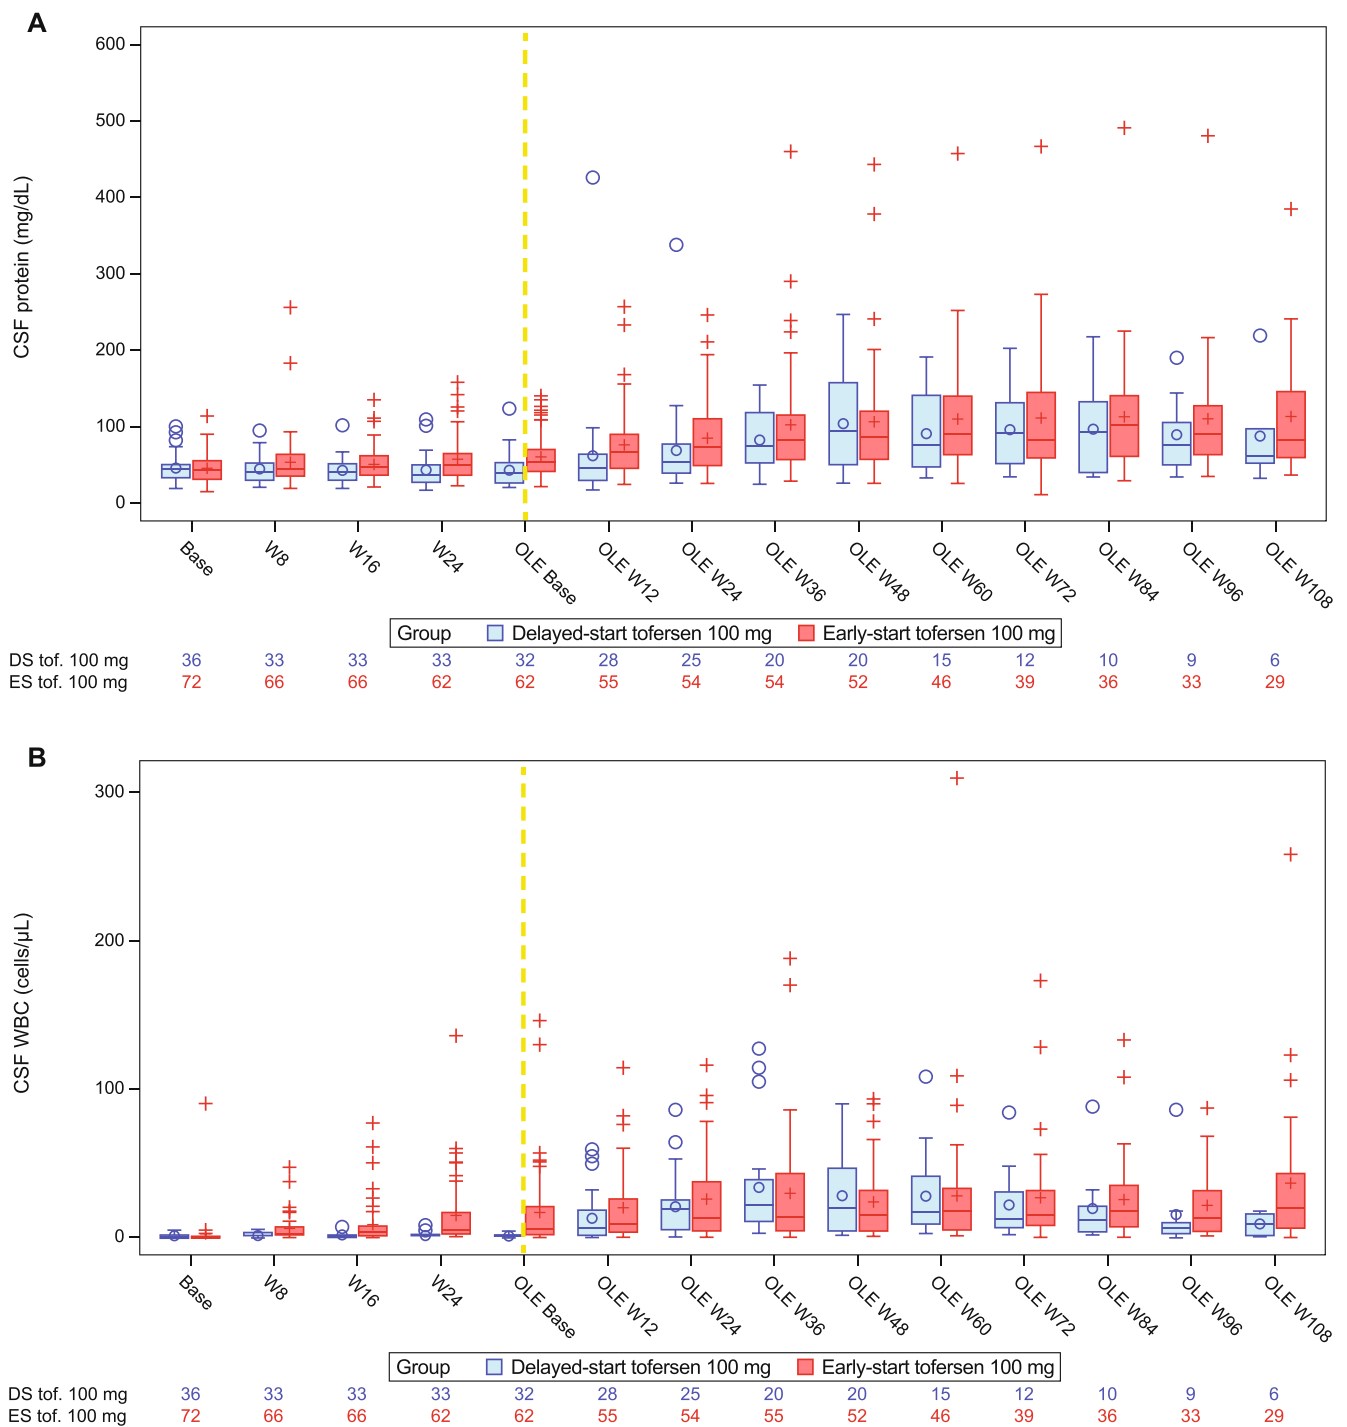 A
600
500
400
300
200
100
0
CSF protein (mg/dL)
Base W8 W16 W24 OLE Base OLE W12 OLE W24 OLE W36 OLE W48 OLE W60 OLE W72 OLE W84 OLE W96 OLE W108
Group Delayed-start tofersen 100 mg Early-start tofersen 100 mg
DS tof. 100 mg 36 33 33 33 32 28 25 20 20 15 12 10 9 6
ES tof. 100 mg 72 66 66 62 62 55 54 54 52 46 39 36 33 29
B
300
200
100
0
CSF WBC (cells/μL)
Base W8 W16 W24 OLE Base OLE W12 OLE W24 OLE W36 OLE W48 OLE W60 OLE W72 OLE W84 OLE W96 OLE W108
Group Delayed-start tofersen 100 mg Early-start tofersen 100 mg
DS tof. 100 mg 36 33 33 33 32 28 25 20 20 15 12 10 9 6
ES tof. 100 mg 72 66 66 62 62 55 54 55 52 46 39 36 33 29